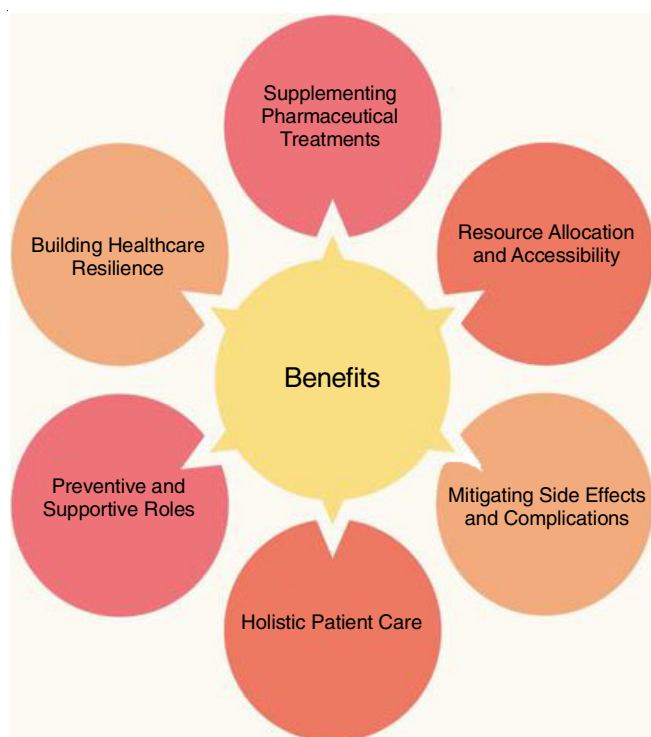 Supplementing
Pharmaceutical
Treatments
Building Healthcare
Resilience
Resource Allocation
and Accessibility
Benefits
Preventive and
Supportive Roles
Mitigating Side Effects
and Complications
Holistic Patient Care